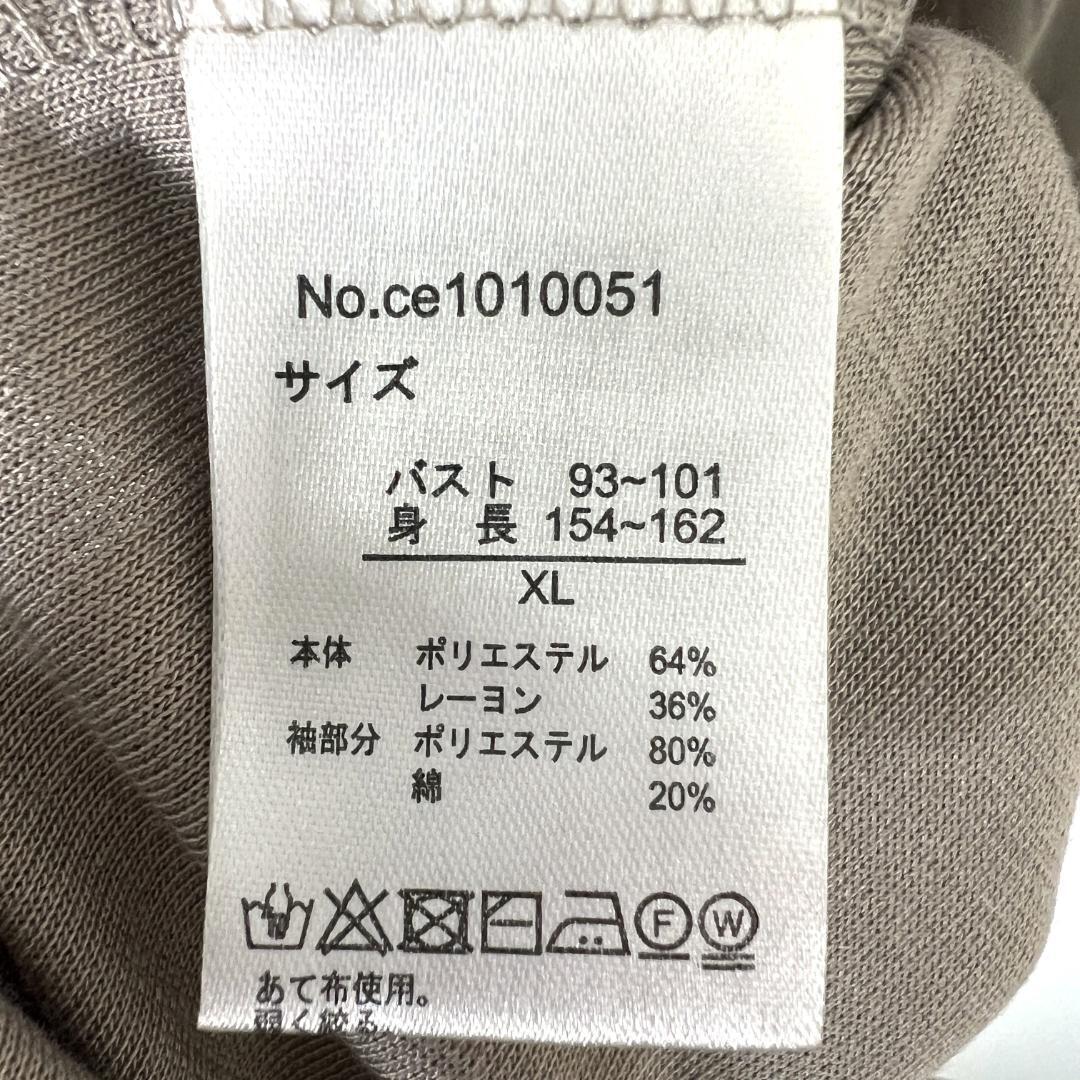 No.ce1010051
サイズ
バスト 93~101
身 長 154~162
XL
本体 ポリエステル 64%
レーヨン 36%
袖部分 ポリエステル 80%
綿 20%
F W
あて布使用。
弱く絞る